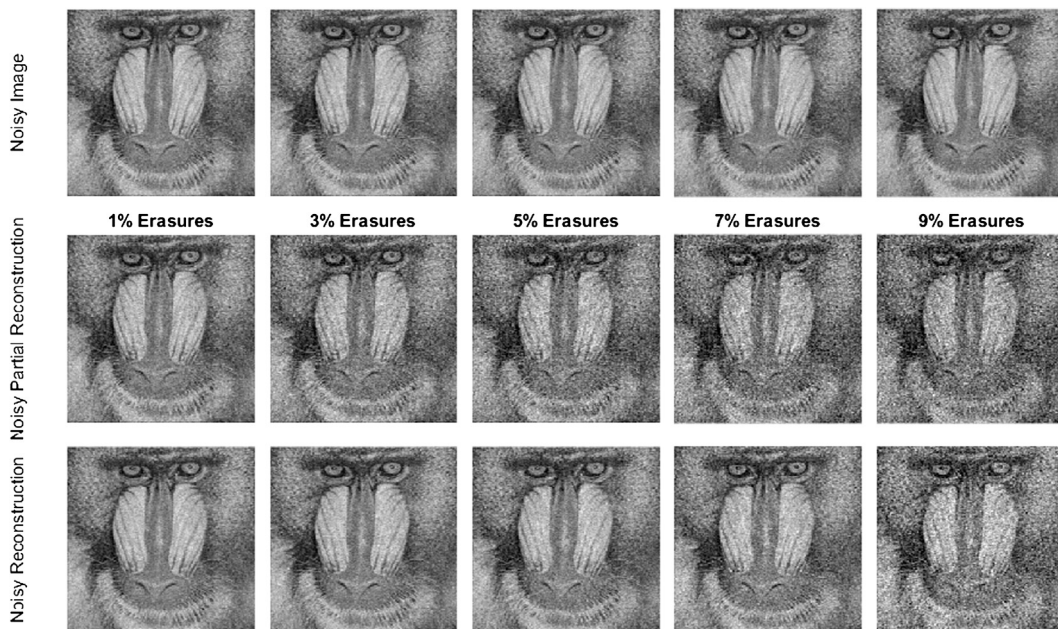 Noisy Image
1% Erasures
3% Erasures
5% Erasures
7% Erasures
9% Erasures
Noisy Partial Reconstruction
Noisy Reconstruction